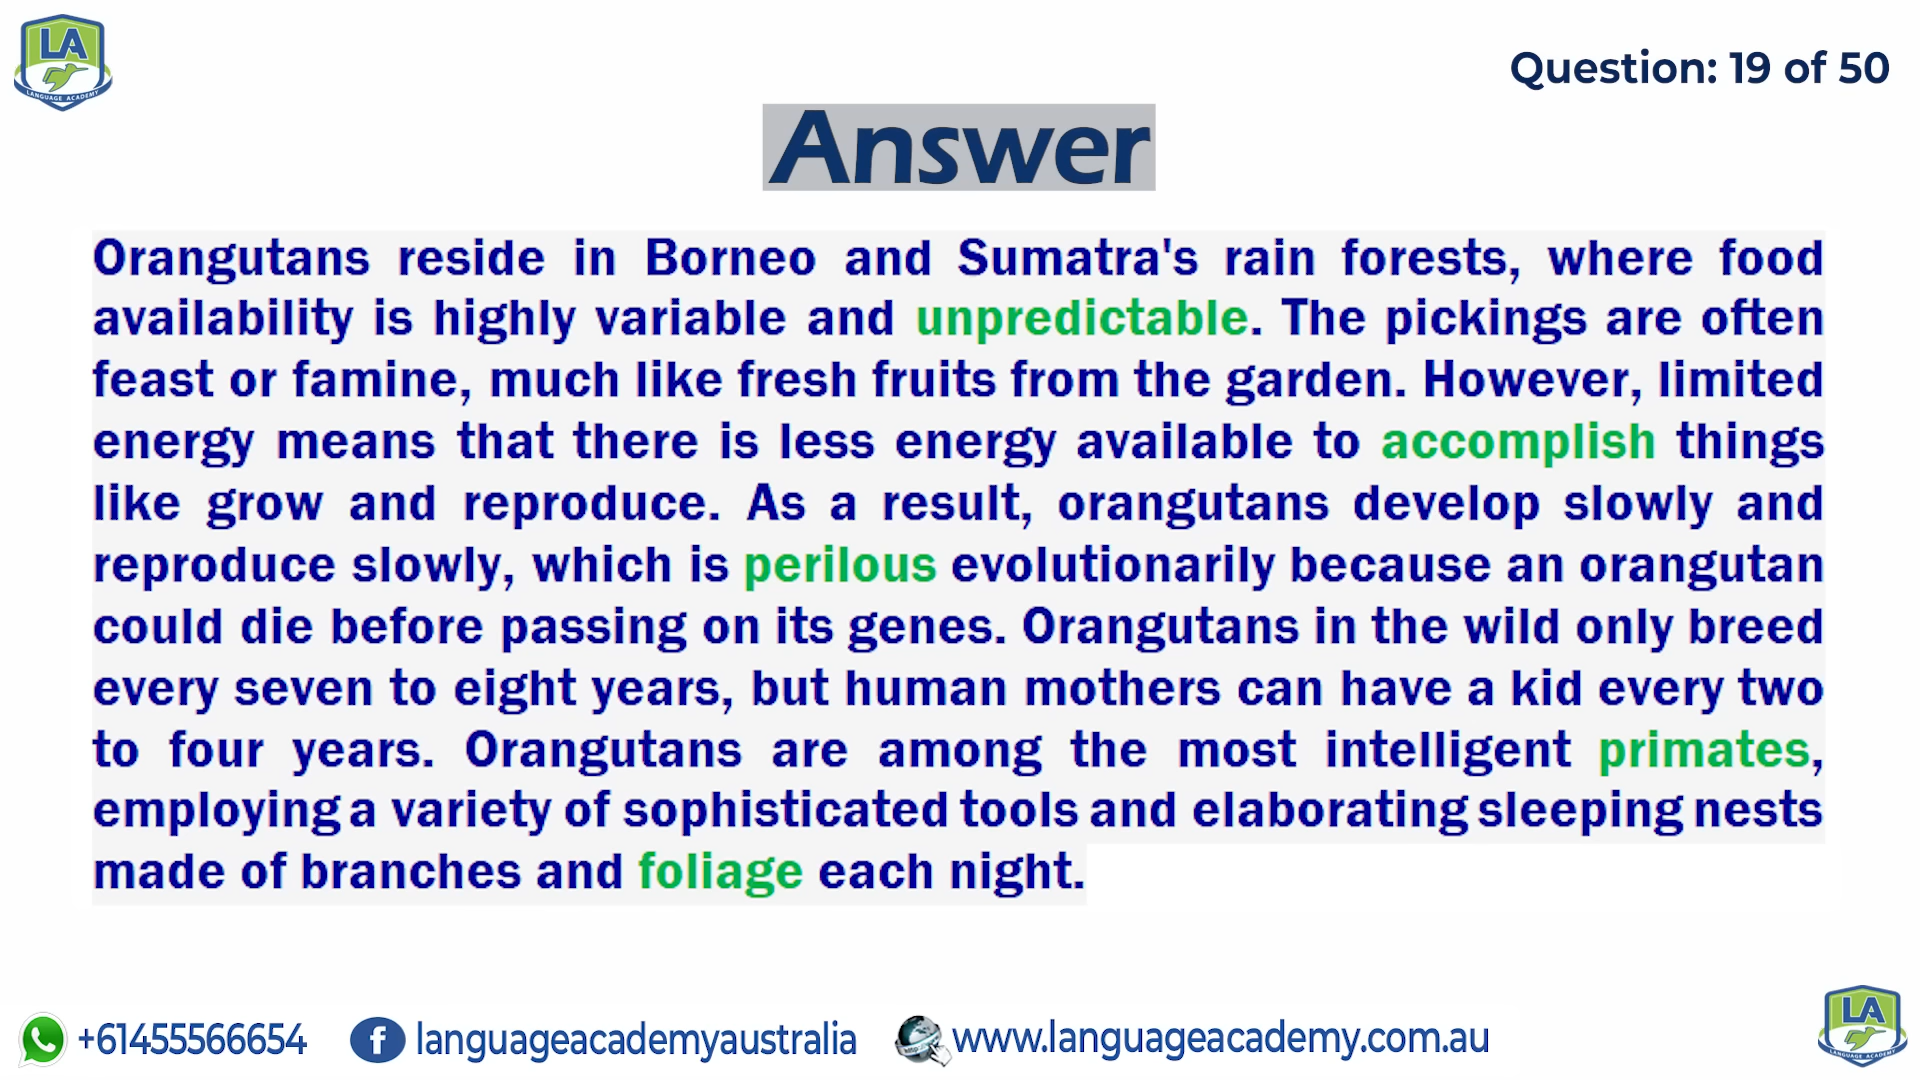 LA
LANGUAGE ACADEMY
Question: 19 of 50
Answer
Orangutans reside in Borneo and Sumatra's rain forests, where food
availability is highly variable and unpredictable. The pickings are often
feast or famine, much like fresh fruits from the garden. However, limited
energy means that there is less energy available to accomplish things
like grow and reproduce. As a result, orangutans develop slowly and
reproduce slowly, which is perilous evolutionarily because an orangutan
could die before passing on its genes. Orangutans in the wild only breed
every seven to eight years, but human mothers can have a kid every two
to four years. Orangutans are among the most intelligent primates,
employing a variety of sophisticated tools and elaborating sleeping nests
made of branches and foliage each night.
+61455566654
f
languageacademyaustralia
http://
www.languageacademy.com.au
LA
LANGUAGE ACADEMY